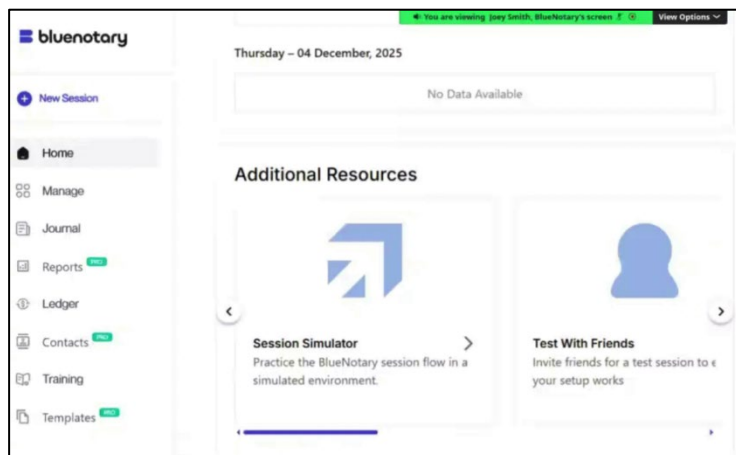 You are viewing Joey Smith, BlueNotary's screen
View Options
bluenotary
New Session
Home
Manage
Journal
Reports PRO
Ledger
Contacts PRO
Training
Templates PRO
Thursday – 04 December, 2025
No Data Available
Additional Resources
Session Simulator
Practice the BlueNotary session flow in a
simulated environment.
Test With Friends
Invite friends for a test session to e
your setup works